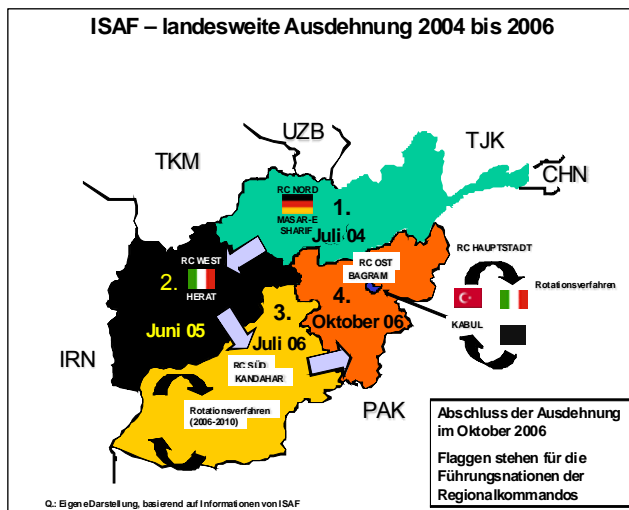 ISAF – landesweite Ausdehnung 2004 bis 2006
UZB
TJK
TKM
CHN
RC NORD
1.
MASAR-E
SHARIF
Juli 04
RC HAUPTSTADT
RC WEST
RC OST
BAGRAM
2.
Rotationsverfahren
HERAT
4.
3.
Oktober 06
KABUL
Juni 05
Juli 06
IRN
RC SÜD
KANDAHAR
PAK
Rotationsverfahren
(2006-2010)
Abschluss der Ausdehnung
im Oktober 2006
Flaggen stehen für die
Führungsnationen der
Regionalkommandos
Q.: Eigene Darstellung, basierend auf Informationen von ISAF